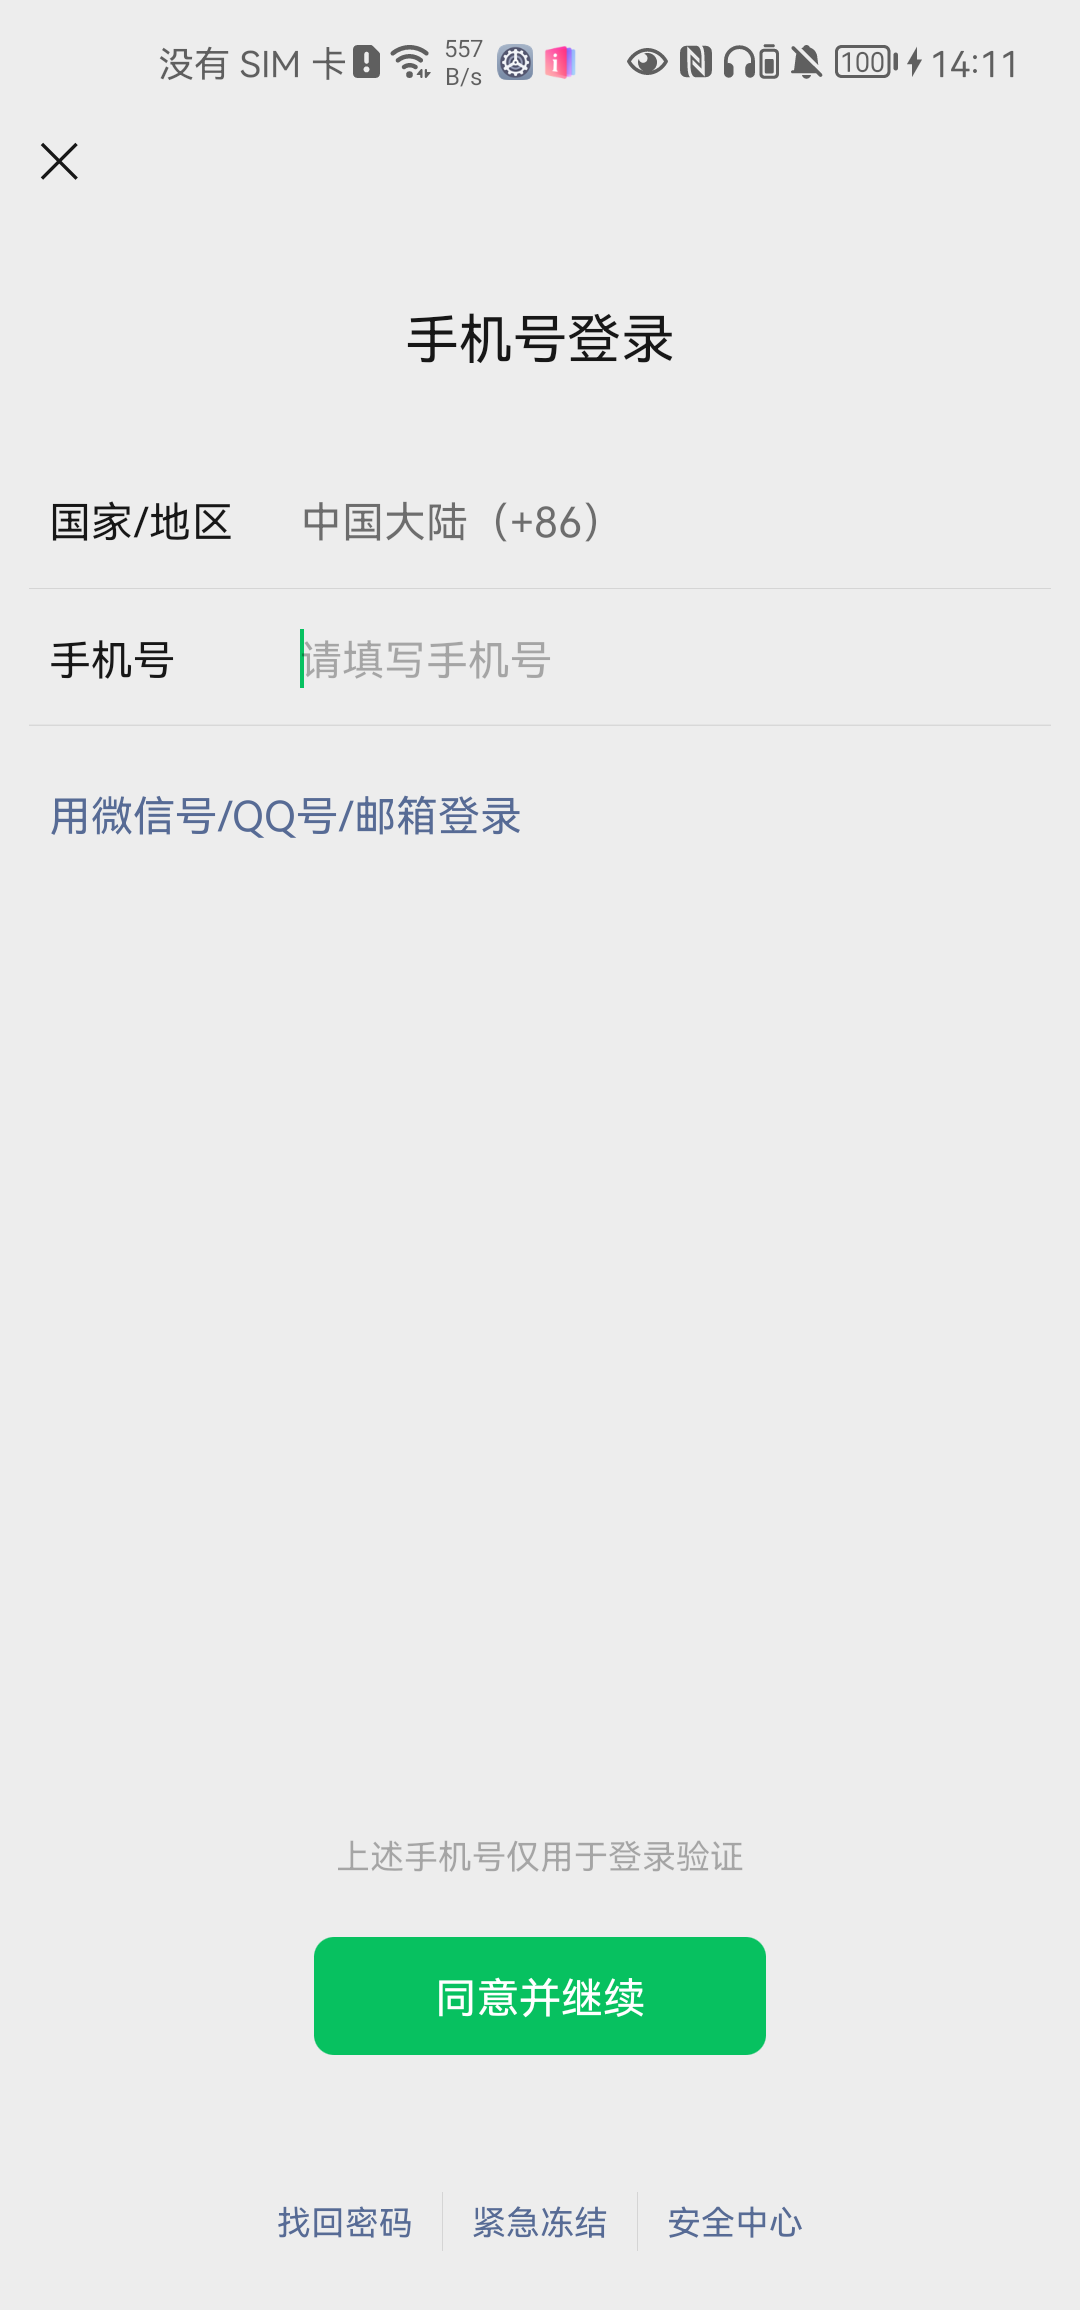 没有 SIM 卡 557 B/s 100 14:11
手机号登录
国家/地区 中国大陆（+86）
手机号 请填写手机号
用微信号/QQ号/邮箱登录
上述手机号仅用于登录验证
同意并继续
找回密码 紧急冻结 安全中心